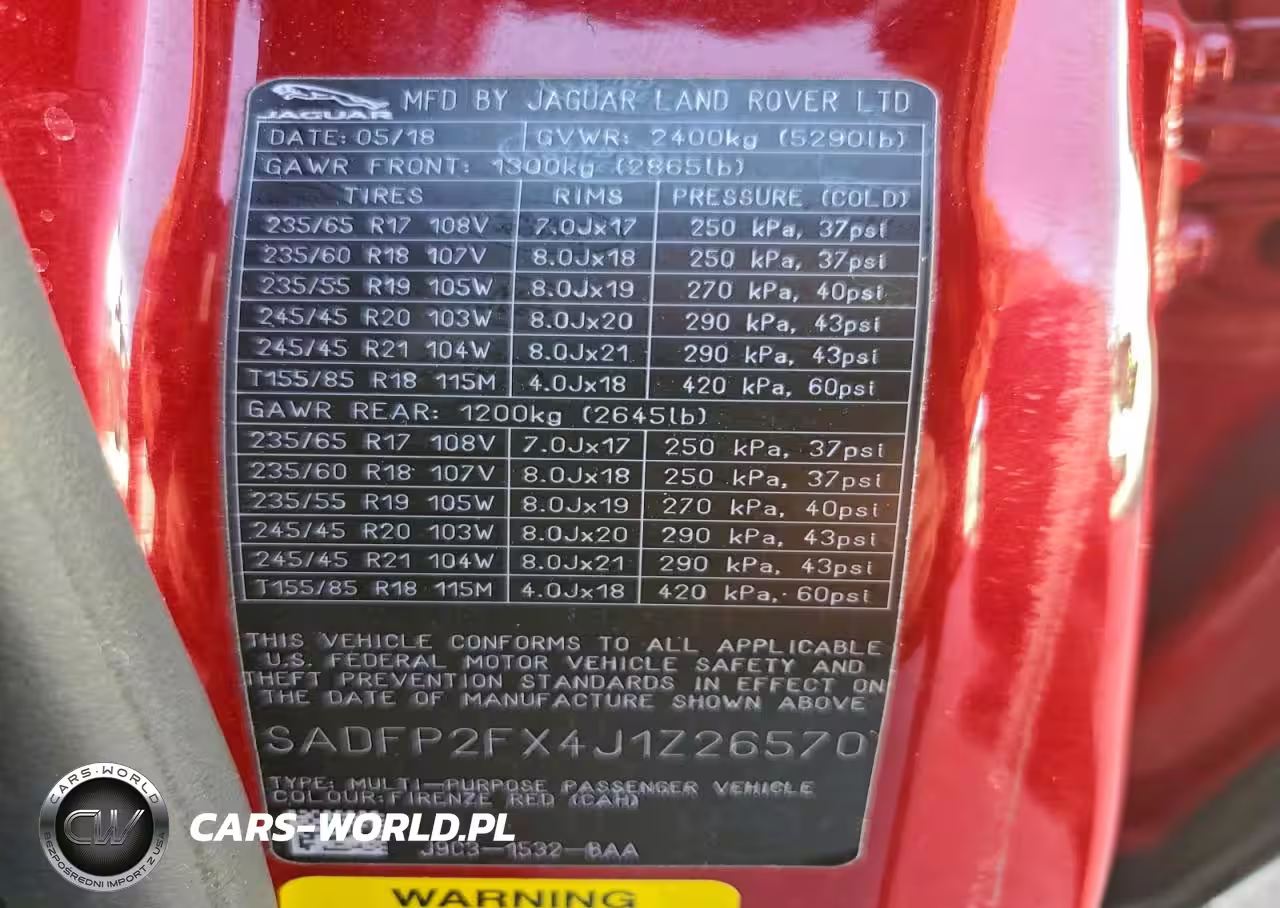 JAGUAR MFD BY JAGUAR LAND ROVER LTD
DATE: 05/18 GVWR: 2400kg (5290lb)
GAWR FRONT: 1300kg (2865lb)
TIRES RIMS PRESSURE (COLD)
235/65 R17 108V 7.0Jx17 250 kPa, 37psi
235/60 R18 107V 8.0Jx18 250 kPa, 37psi
235/55 R19 105W 8.0Jx19 270 kPa, 40psi
245/45 R20 103W 8.0Jx20 290 kPa, 43psi
245/45 R21 104W 8.0Jx21 290 kPa, 43psi
T155/85 R18 115M 4.0Jx18 420 kPa, 60psi
GAWR REAR: 1200kg (2645lb)
235/65 R17 108V 7.0Jx17 250 kPa, 37psi
235/60 R18 107V 8.0Jx18 250 kPa, 37psi
235/55 R19 105W 8.0Jx19 270 kPa, 40psi
245/45 R20 103W 8.0Jx20 290 kPa, 43psi
245/45 R21 104W 8.0Jx21 290 kPa, 43psi
T155/85 R18 115M 4.0Jx18 420 kPa, 60psi
THIS VEHICLE CONFORMS TO ALL APPLICABLE
U.S. FEDERAL MOTOR VEHICLE SAFETY AND
THEFT PREVENTION STANDARDS IN EFFECT ON
THE DATE OF MANUFACTURE SHOWN ABOVE
SADFP2FX4J1Z26570
TYPE: MULTI-PURPOSE PASSENGER VEHICLE
COLOUR: FIRENZE RED (CAH)
CARS-WORLD
CW
BEZPOŚREDNI IMPORT Z USA
CARS-WORLD.PL
WARNING